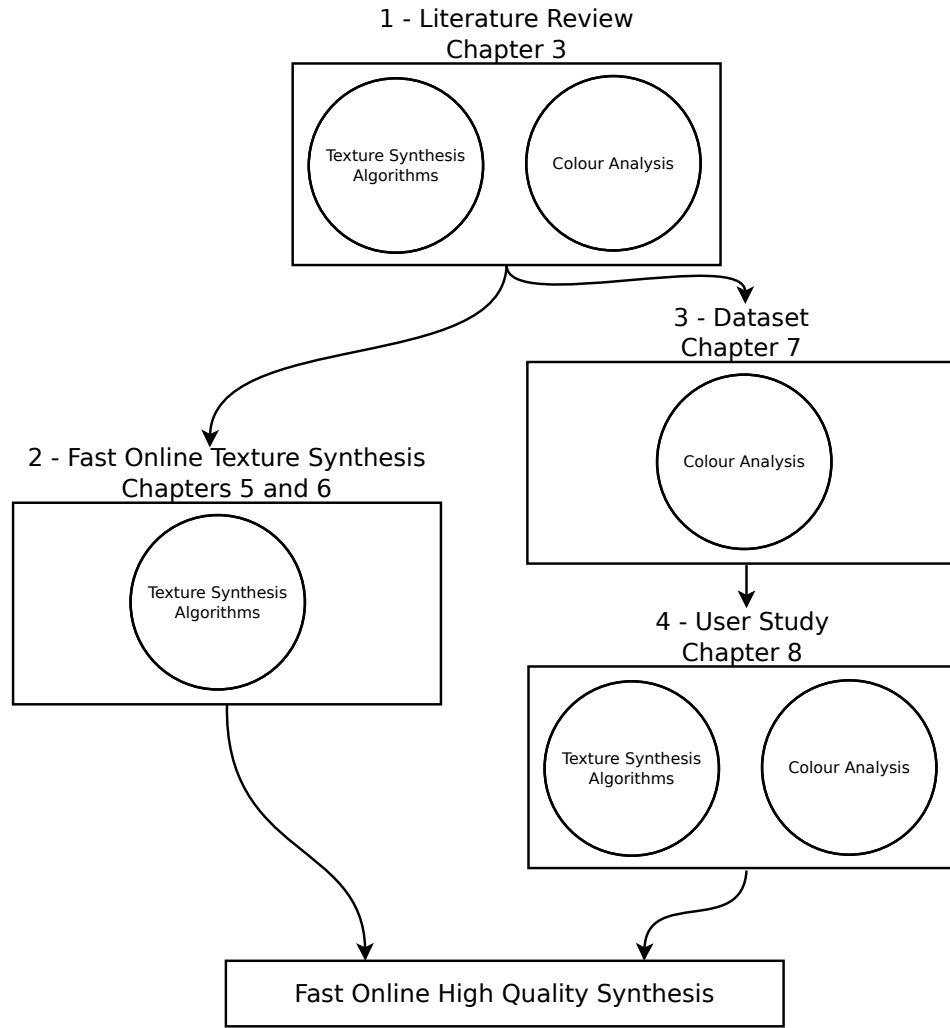 1 - Literature Review
Chapter 3
Texture Synthesis
Algorithms
Colour Analysis
3 - Dataset
Chapter 7
Colour Analysis
2 - Fast Online Texture Synthesis
Chapters 5 and 6
Texture Synthesis
Algorithms
4 - User Study
Chapter 8
Texture Synthesis
Algorithms
Colour Analysis
Fast Online High Quality Synthesis